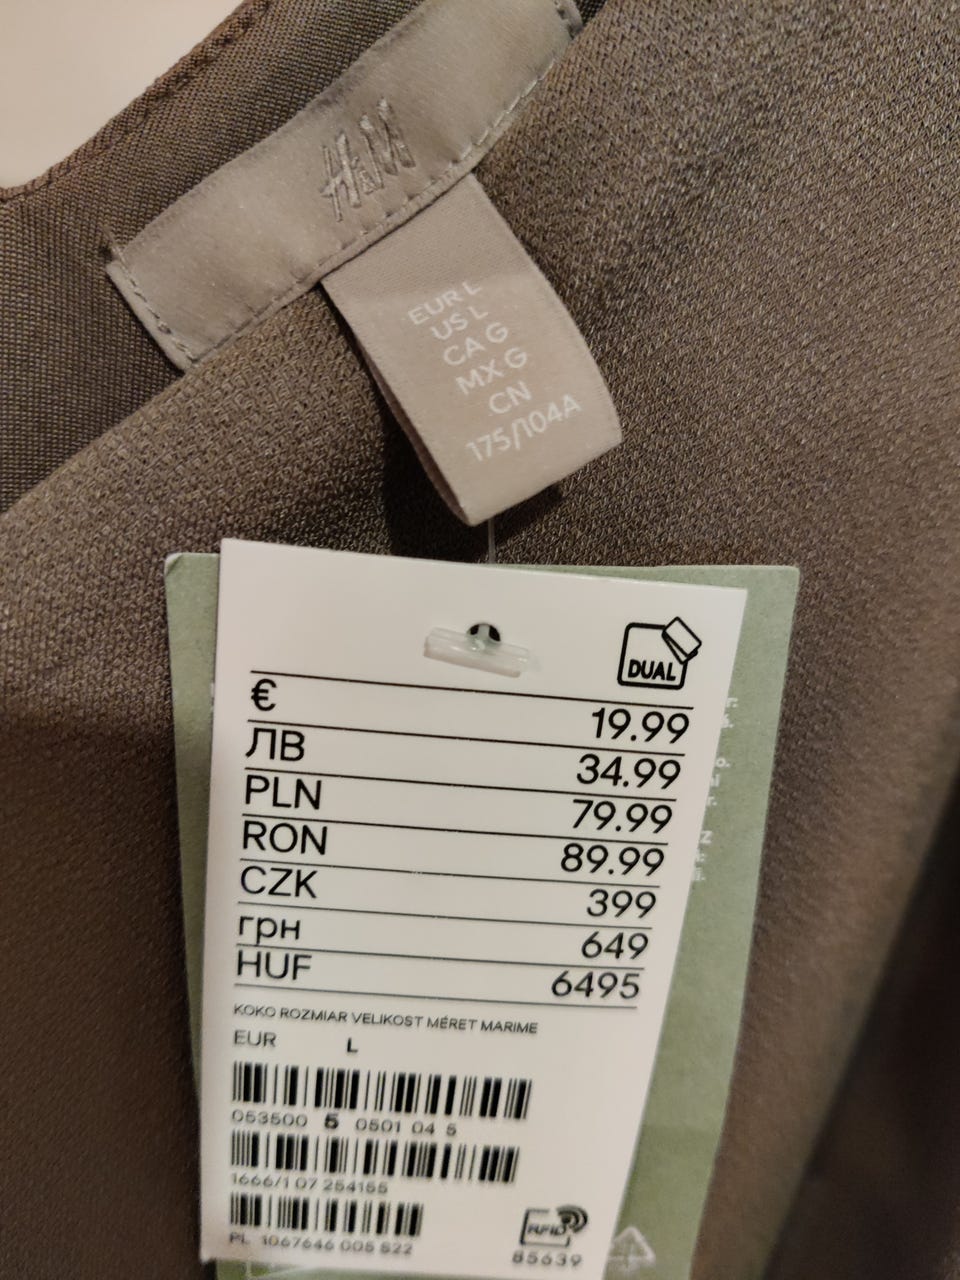 H&M
EUR L
US L
CA G
MX G
CN
175/104A
DUAL
€ 19.99
ЛВ 34.99
PLN 79.99
RON 89.99
CZK 399
грн 649
HUF 6495
KOKO ROZMIAR VELIKOST MÉRET MARIME
EUR L
053500 5 0501 04 5
1666/1 07 254155
PL 1067646 005 S22
RFID
85639